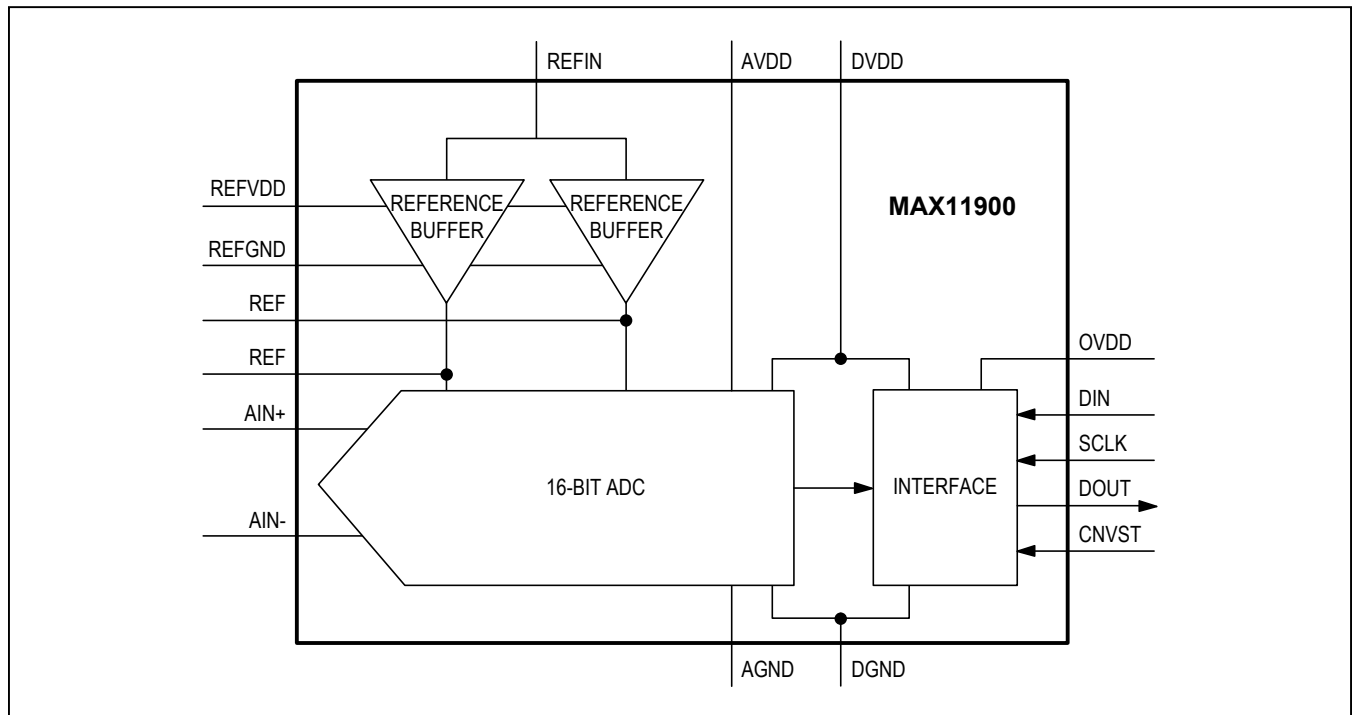 REFIN
AVDD
DVDD
REFVDD
REFERENCE
BUFFER
REFERENCE
BUFFER
MAX11900
REFGND
REF
REF
OVDD
AIN+
DIN
SCLK
16-BIT ADC
INTERFACE
DOUT
AIN-
CNVST
AGND
DGND